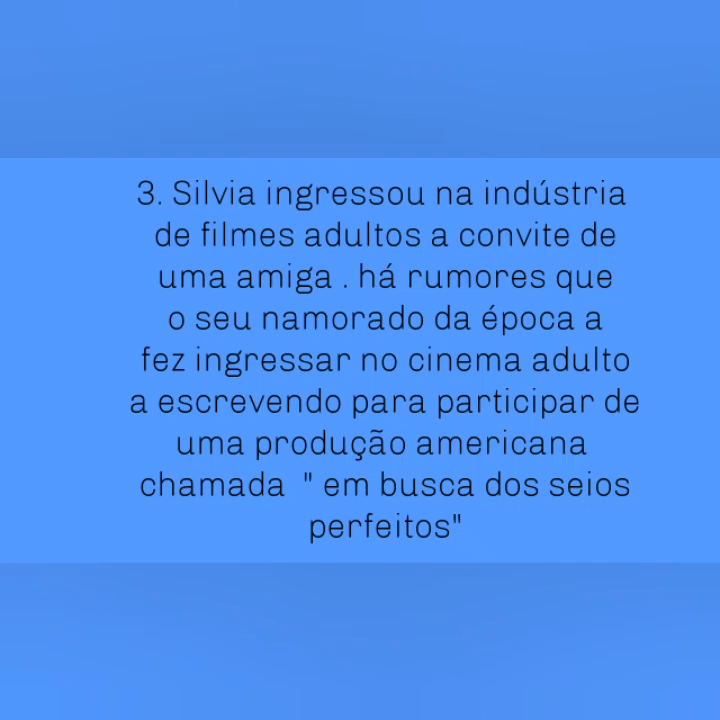 3. Silvia ingressou na indústria
de filmes adultos a convite de
uma amiga . há rumores que
o seu namorado da época a
fez ingressar no cinema adulto
a escrevendo para participar de
uma produção americana
chamada  " em busca dos seios
perfeitos"